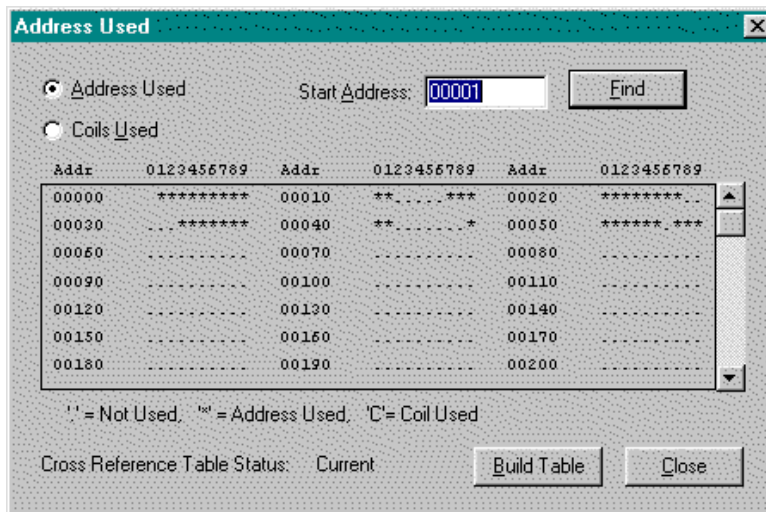 Address Used
Address Used Start Address: 00001 Find
Coils Used
Addr 0123456789 Addr 0123456789 Addr 0123456789
00000 ********* 00010 **.....*** 00020 ********..
00030 ...******* 00040 **.......* 00050 ******.***
00060 .......... 00070 .......... 00080 ..........
00090 .......... 00100 .......... 00110 ..........
00120 .......... 00130 .......... 00140 ..........
00150 .......... 00160 .......... 00170 ..........
00180 .......... 00190 .......... 00200 ..........
'.' = Not Used, '*' = Address Used, 'C'= Coil Used
Cross Reference Table Status: Current Build Table Close